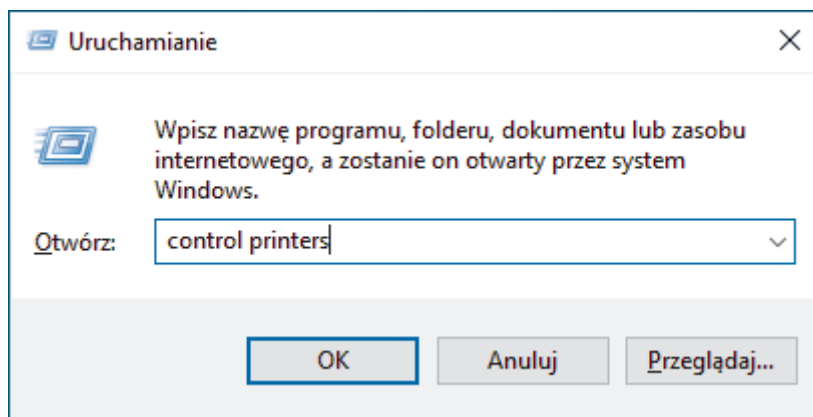 Uruchamianie
Wpisz nazwę programu, folderu, dokumentu lub zasobu
internetowego, a zostanie on otwarty przez system
Windows.
Otwórz: control printers
OK Anuluj Przeglądaj...